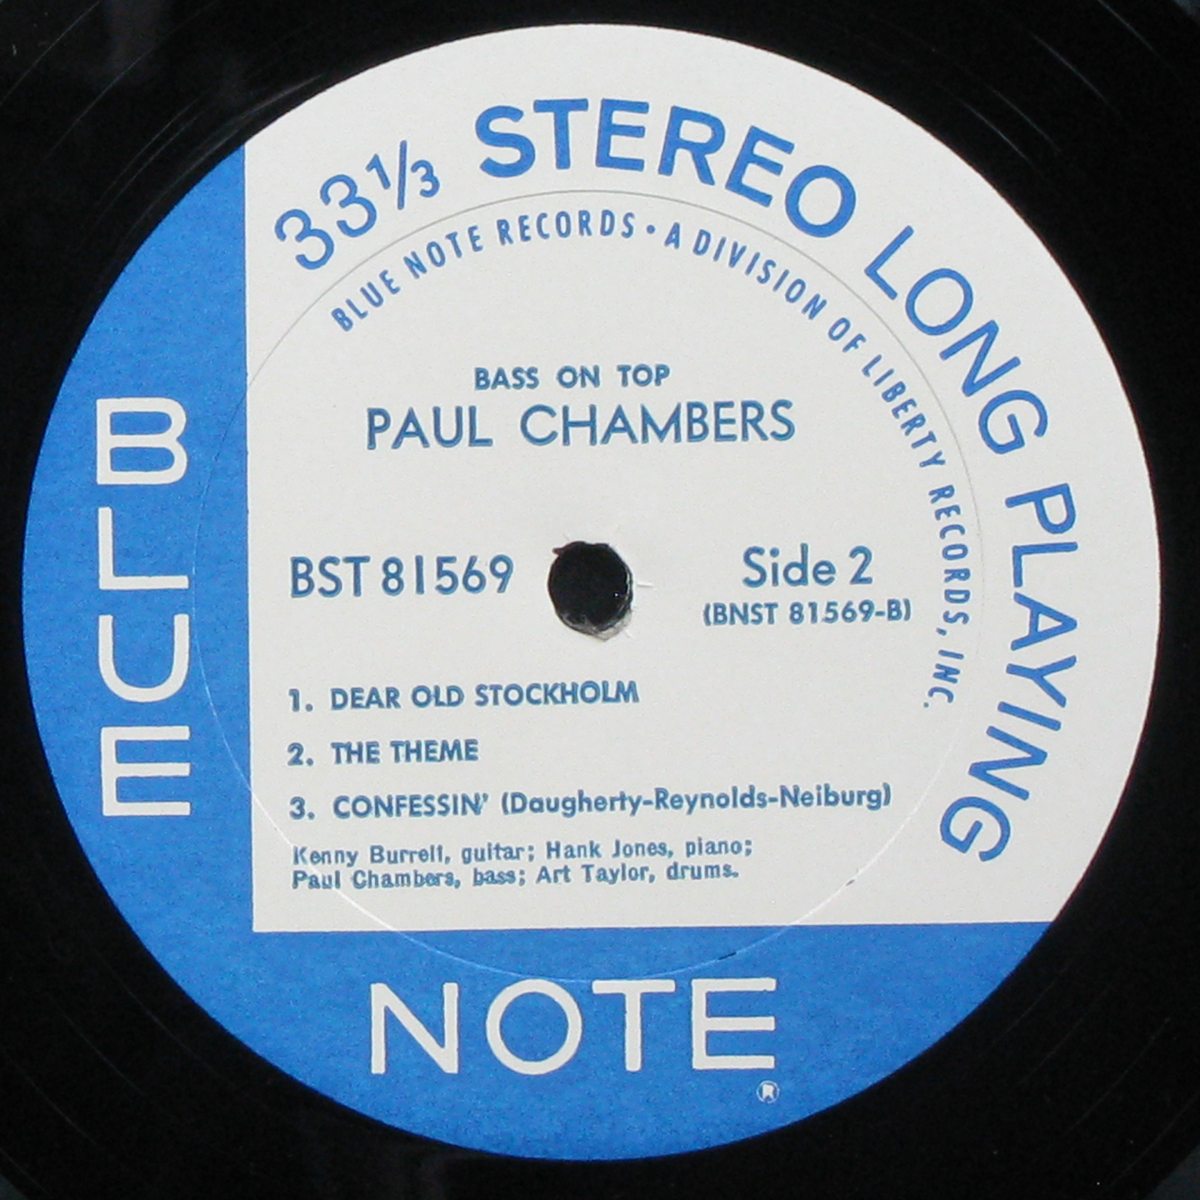 33 1/3 STEREO LONG PLAYING
BLUE NOTE RECORDS • A DIVISION OF LIBERTY RECORDS, INC.
BASS ON TOP
PAUL CHAMBERS
BST 81569
Side 2
(BNST 81569-B)
1. DEAR OLD STOCKHOLM
2. THE THEME
3. CONFESSIN' (Daugherty-Reynolds-Neiburg)
Kenny Burrell, guitar; Hank Jones, piano;
Paul Chambers, bass; Art Taylor, drums.
BLUE
NOTE